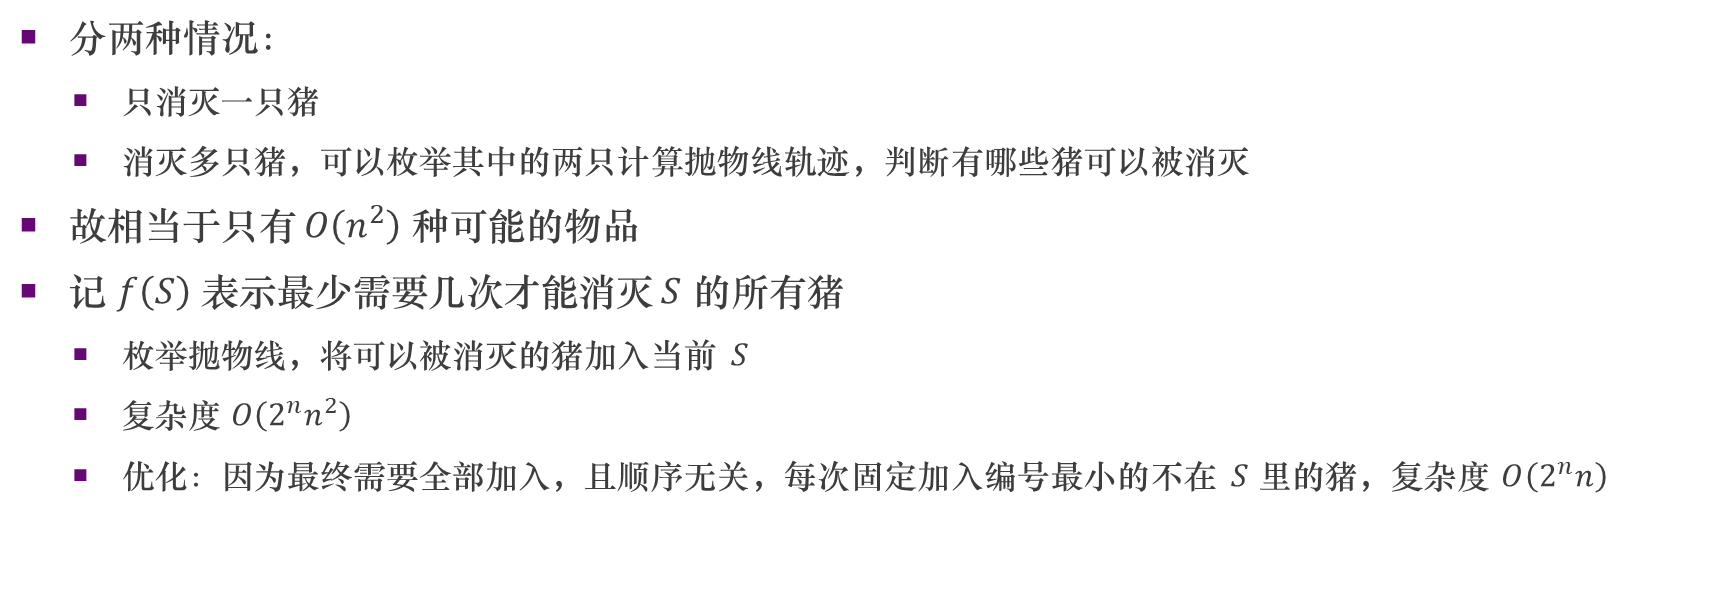 ▪ 分两种情况：
▪ 只消灭一只猪
▪ 消灭多只猪，可以枚举其中的两只计算抛物线轨迹，判断有哪些猪可以被消灭
▪ 故相当于只有 O(n²) 种可能的物品
▪ 记 f(S) 表示最少需要几次才能消灭 S 的所有猪
▪ 枚举抛物线，将可以被消灭的猪加入当前 S
▪ 复杂度 O(2ⁿn²)
▪ 优化：因为最终需要全部加入，且顺序无关，每次固定加入编号最小的不在 S 里的猪，复杂度 O(2ⁿn)